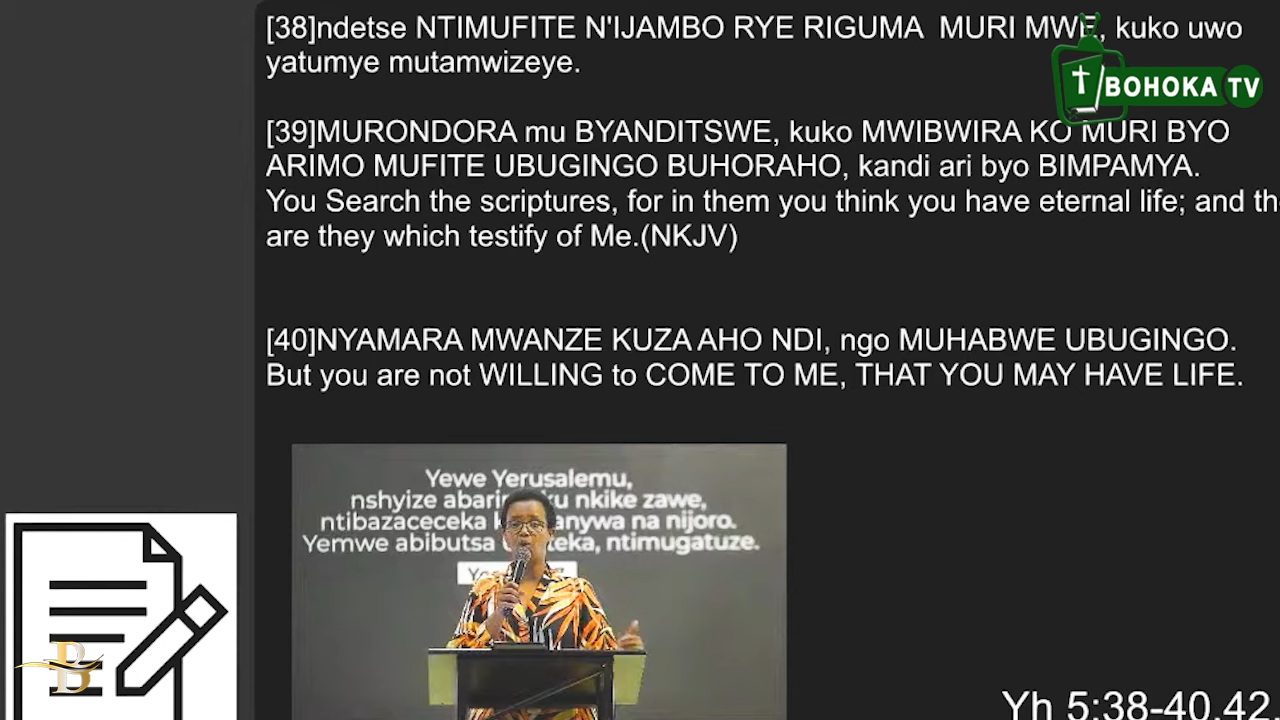 [38]ndetse NTIMUFITE N'IJAMBO RYE RIGUMA MURI MWE, kuko uwo
yatumye mutamwizeye.
BOHOKA TV
[39]MURONDORA mu BYANDITSWE, kuko MWIBWIRA KO MURI BYO
ARIMO MUFITE UBUGINGO BUHORAHO, kandi ari byo BIMPAMYA.
You Search the scriptures, for in them you think you have eternal life; and th
are they which testify of Me.(NKJV)
[40]NYAMARA MWANZE KUZA AHO NDI, ngo MUHABWE UBUGINGO.
But you are not WILLING to COME TO ME, THAT YOU MAY HAVE LIFE.
Yewe Yerusalemu,
nshyize nkike zawe,
ntibazaceceka na nijoro.
Yemwe abibutsa ntimugatuze.
B
Yh 5:38-40,42